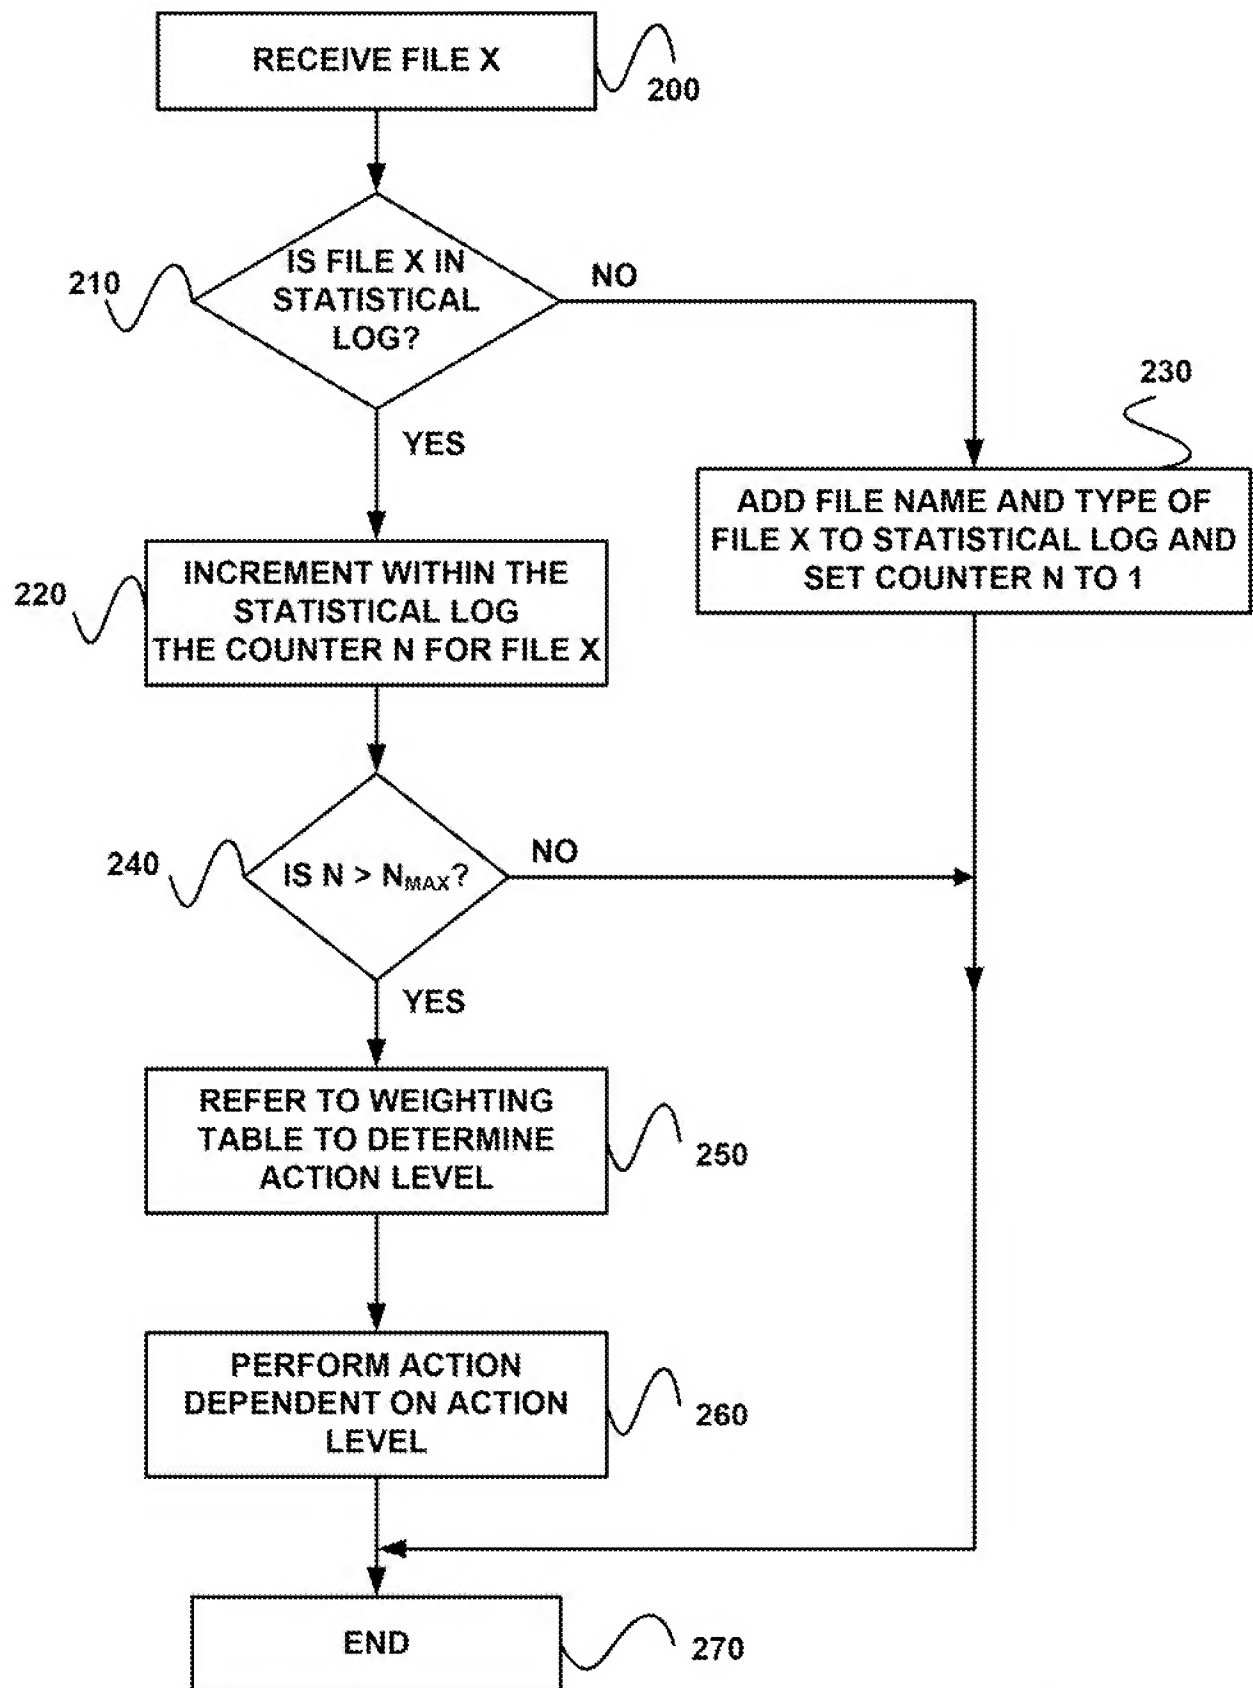 RECEIVE FILE X
200
IS FILE X IN
STATISTICAL
LOG?
210
NO
YES
230
ADD FILE NAME AND TYPE OF
FILE X TO STATISTICAL LOG AND
SET COUNTER N TO 1
220
INCREMENT WITHIN THE
STATISTICAL LOG
THE COUNTER N FOR FILE X
240
IS N > NMAX?
NO
YES
REFER TO WEIGHTING
TABLE TO DETERMINE
ACTION LEVEL
250
PERFORM ACTION
DEPENDENT ON ACTION
LEVEL
260
END
270